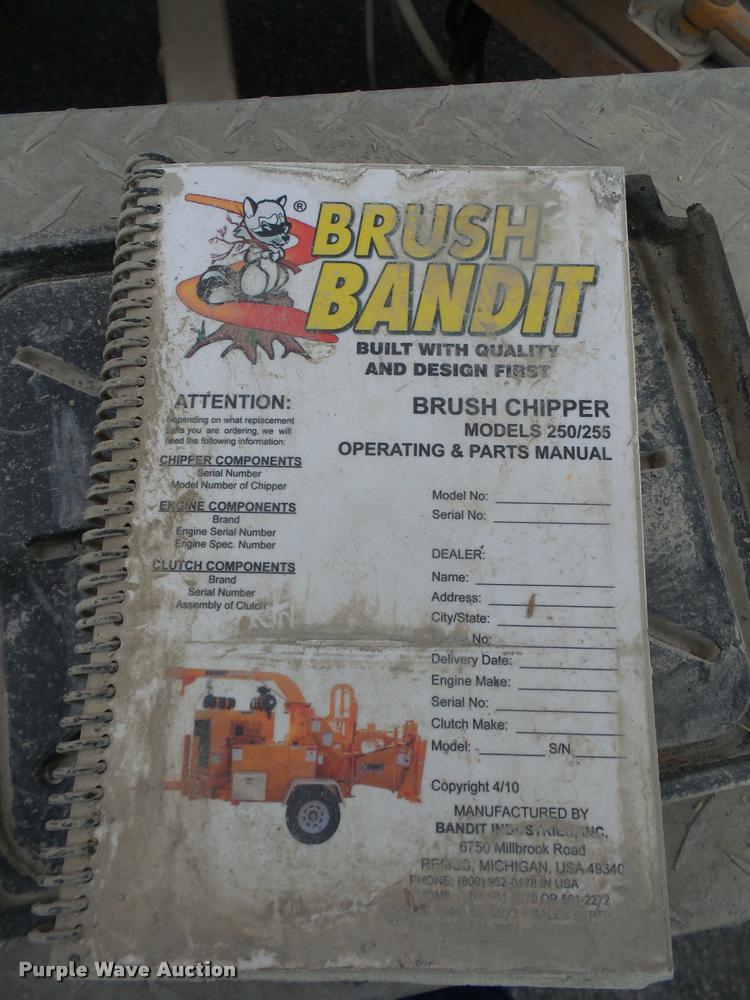 ®
BRUSH
BANDIT
BUILT WITH QUALITY
AND DESIGN FIRST
ATTENTION:
Depending on what replacement
parts you are ordering, we will
need the following information:
CHIPPER COMPONENTS
Serial Number
Model Number of Chipper
ENGINE COMPONENTS
Brand
Engine Serial Number
Engine Spec. Number
CLUTCH COMPONENTS
Brand
Serial Number
Assembly of Clutch
BRUSH CHIPPER
MODELS 250/255
OPERATING & PARTS MANUAL
Model No:
Serial No:
DEALER:
Name:
Address:
City/State:
No:
Delivery Date:
Engine Make:
Serial No:
Clutch Make:
Model: S/N
BANDIT
BANDIT
Copyright 4/10
MANUFACTURED BY
BANDIT INDUSTRIES, INC.
6750 Millbrook Road
REMUS, MICHIGAN, USA 49340
PHONE: (800) 952-0178 IN USA
OR 561-2272
Purple Wave Auction